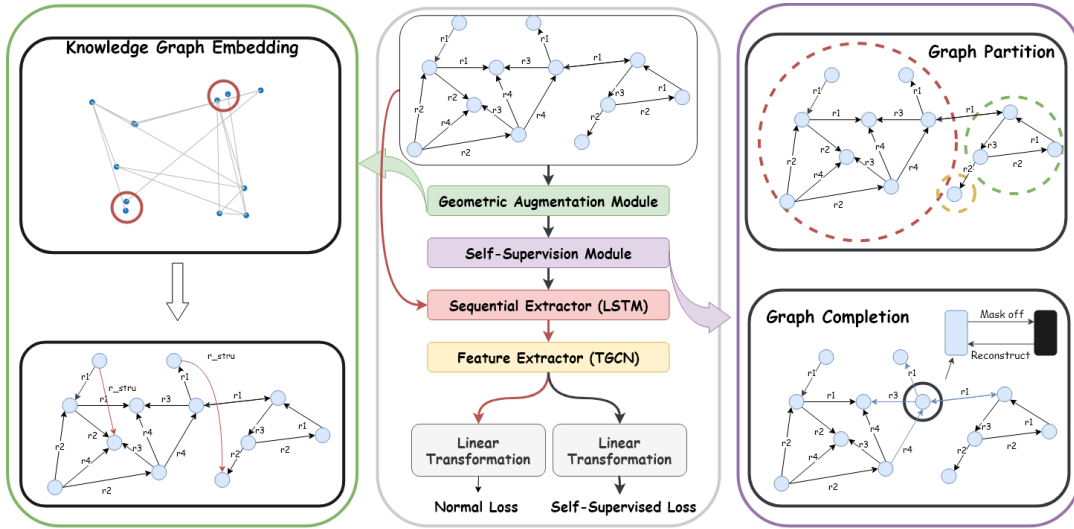 Knowledge Graph Embedding
r_stru
r_stru
r1
r1
r1
r3
r1
r2
r2
r4
r4
r3
r4
r2
r3
r1
r2
r2
r1
r1
r1
r3
r1
r2
r2
r4
r4
r3
r4
r2
r3
r1
r2
r2
Geometric Augmentation Module
Self-Supervision Module
Sequential Extractor (LSTM)
Feature Extractor (TGCN)
Linear
Transformation
Linear
Transformation
Normal Loss
Self-Supervised Loss
Graph Partition
r1
r1
r1
r3
r1
r2
r2
r4
r4
r3
r4
r2
r3
r1
r2
r2
Graph Completion
Mask off
Reconstruct
r1
r1
r1
r3
r1
r2
r2
r4
r4
r3
r4
r2
r3
r1
r2
r2